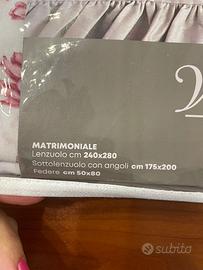 MATRIMONIALE
Lenzuolo cm 240x280
Sottolenzuolo con angoli cm 175x200
Federe cm 50x80
subito